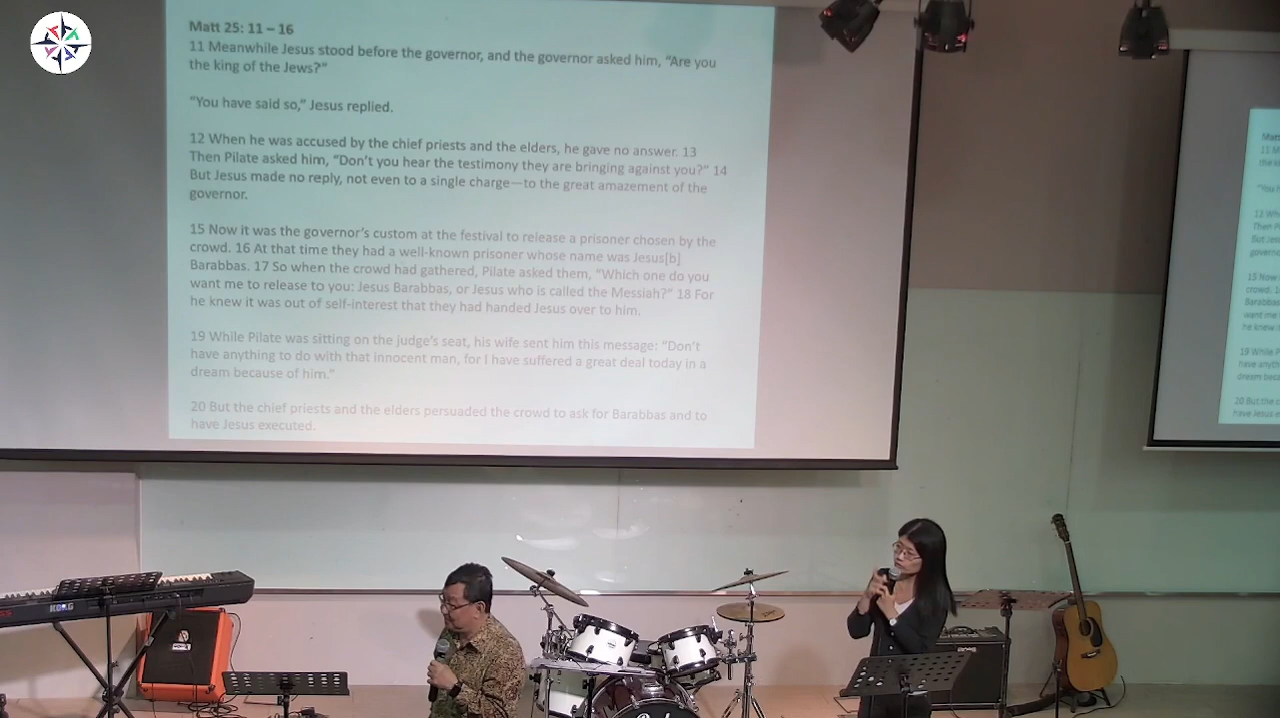 Matt 25: 11 – 16
11 Meanwhile Jesus stood before the governor, and the governor asked him, “Are you
the king of the Jews?”
“You have said so,” Jesus replied.
12 When he was accused by the chief priests and the elders, he gave no answer. 13
Then Pilate asked him, “Don’t you hear the testimony they are bringing against you?” 14
But Jesus made no reply, not even to a single charge—to the great amazement of the
governor.
15 Now it was the governor’s custom at the festival to release a prisoner chosen by the
crowd. 16 At that time they had a well-known prisoner whose name was Jesus[b]
Barabbas. 17 So when the crowd had gathered, Pilate asked them, “Which one do you
want me to release to you: Jesus Barabbas, or Jesus who is called the Messiah?” 18 For
he knew it was out of self-interest that they had handed Jesus over to him.
19 While Pilate was sitting on the judge’s seat, his wife sent him this message: “Don’t
have anything to do with that innocent man, for I have suffered a great deal today in a
dream because of him.”
20 But the chief priests and the elders persuaded the crowd to ask for Barabbas and to
have Jesus executed.
KORG